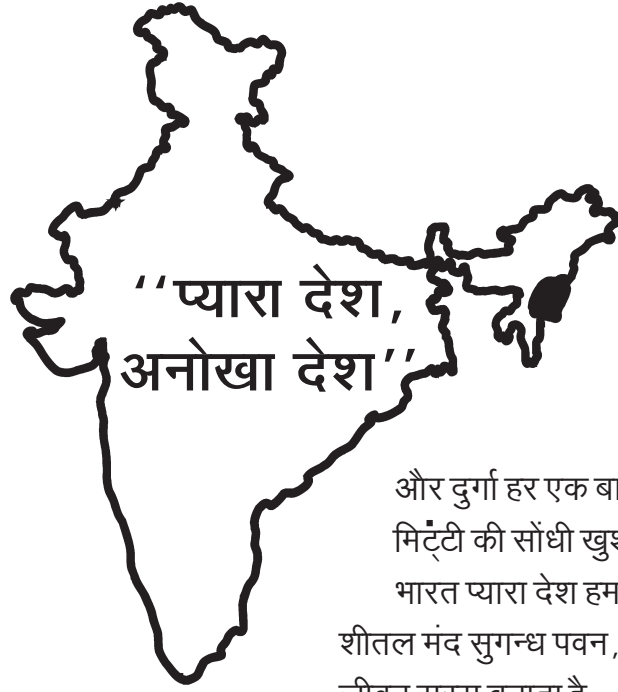 ‘‘प्यारा देश,
अनोखा देश’’
और दुर्गा हर एक
मिट्टी की सोंधी
भारत प्यारा देश
शीतल मंद सुगन्ध पवन,